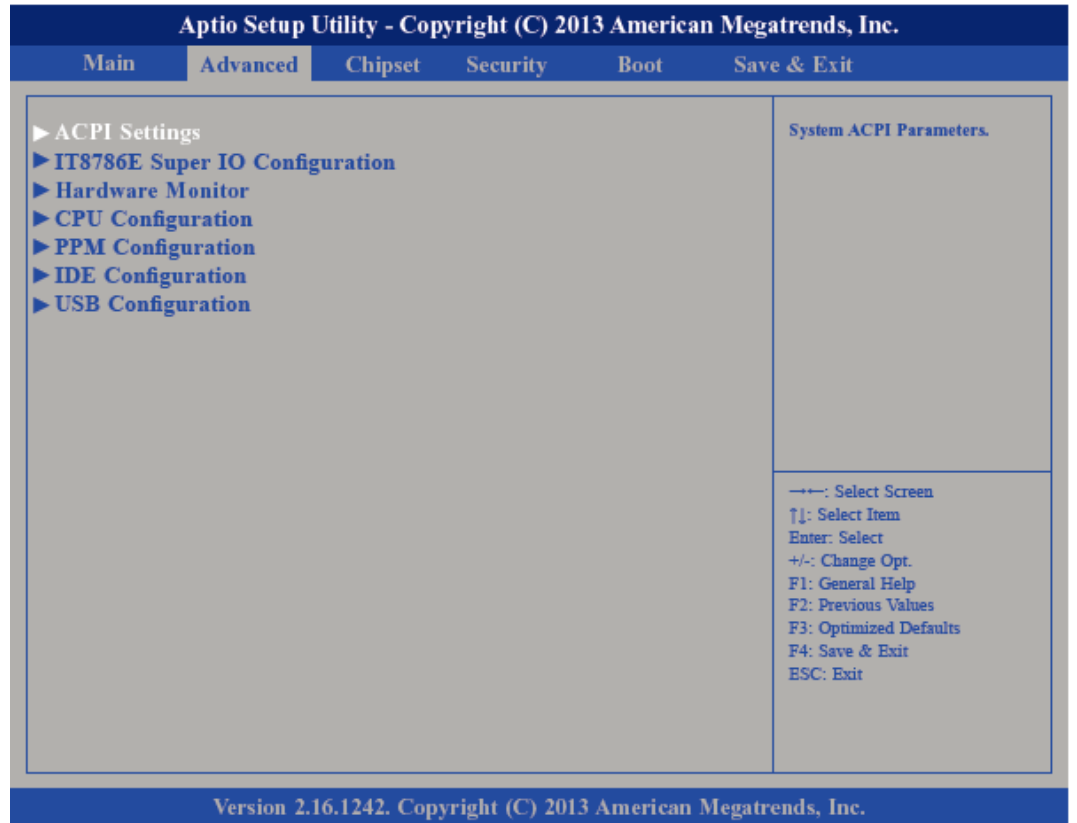 Aptio Setup Utility - Copyright (C) 2013 American Megatrends, Inc.
Main Advanced Chipset Security Boot Save & Exit
▶ ACPI Settings
▶ IT8786E Super IO Configuration
▶ Hardware Monitor
▶ CPU Configuration
▶ PPM Configuration
▶ IDE Configuration
▶ USB Configuration
System ACPI Parameters.
→←: Select Screen
↑↓: Select Item
Enter: Select
+/-: Change Opt.
F1: General Help
F2: Previous Values
F3: Optimized Defaults
F4: Save & Exit
ESC: Exit
Version 2.16.1242. Copyright (C) 2013 American Megatrends, Inc.